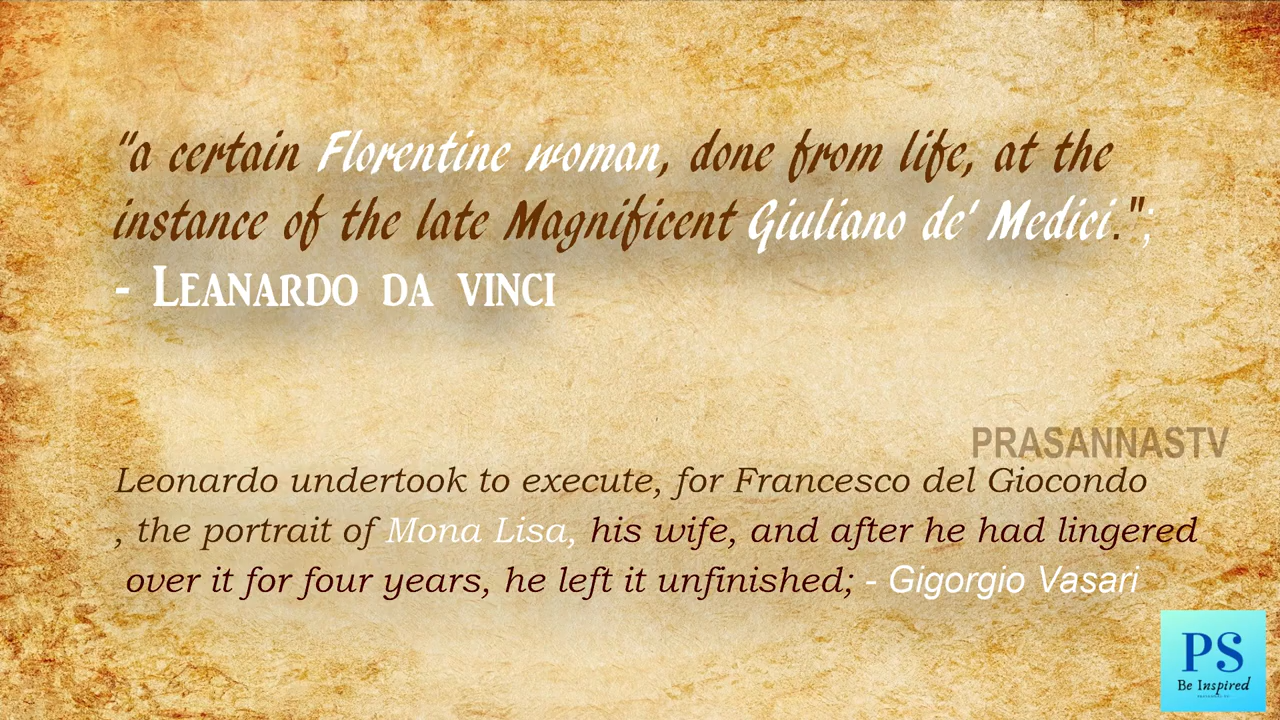 “a certain Florentine woman, done from life, at the
instance of the late Magnificent Giuliano de' Medici.";
- Leanardo da vinci
PRASANNASTV
Leonardo undertook to execute, for Francesco del Giocondo
, the portrait of Mona Lisa, his wife, and after he had lingered
over it for four years, he left it unfinished; - Gigorgio Vasari
PS
Be Inspired